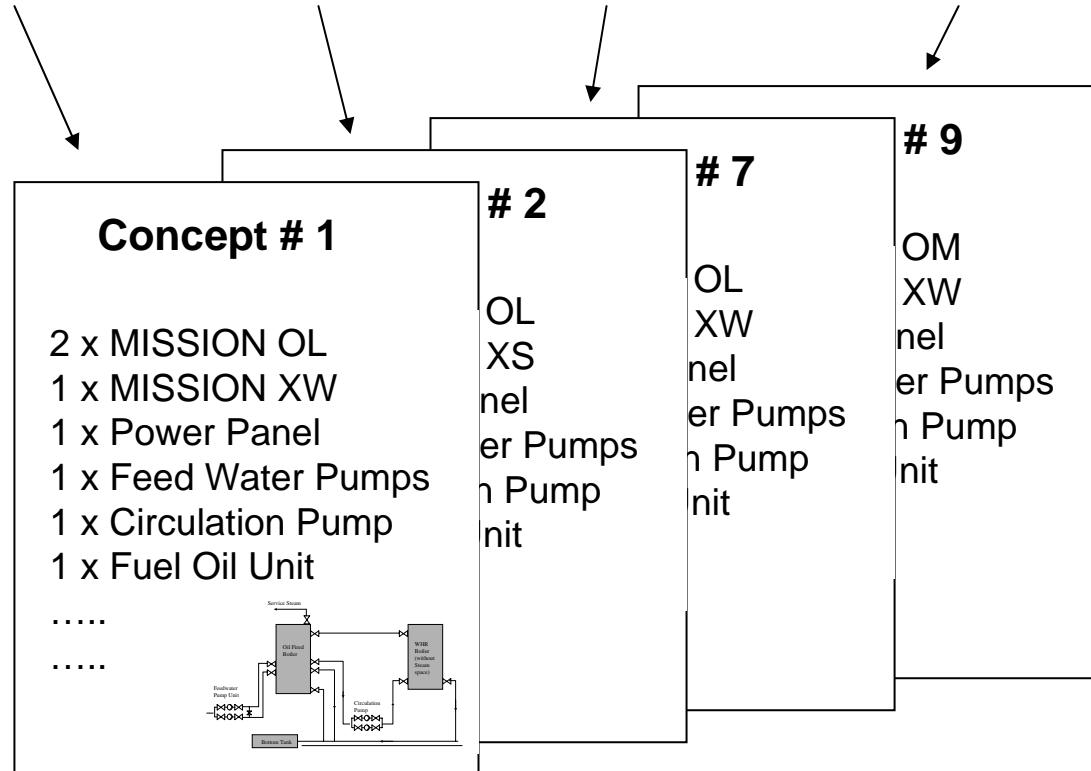 Concept # 1
2 x MISSION OL
1 x MISSION XW
1 x Power Panel
1 x Feed Water Pumps
1 x Circulation Pump
1 x Fuel Oil Unit
…..
…..
Service Steam
Oil Fired
Boiler
WHR
Boiler
(without
Steam
space)
Feedwater
Pump Unit
Circulation
Pump
Bottom Tank
# 2
OL
XS
nel
er Pumps
n Pump
nit
# 7
OL
XW
nel
er Pumps
n Pump
nit
# 9
OM
XW
nel
er Pumps
n Pump
nit